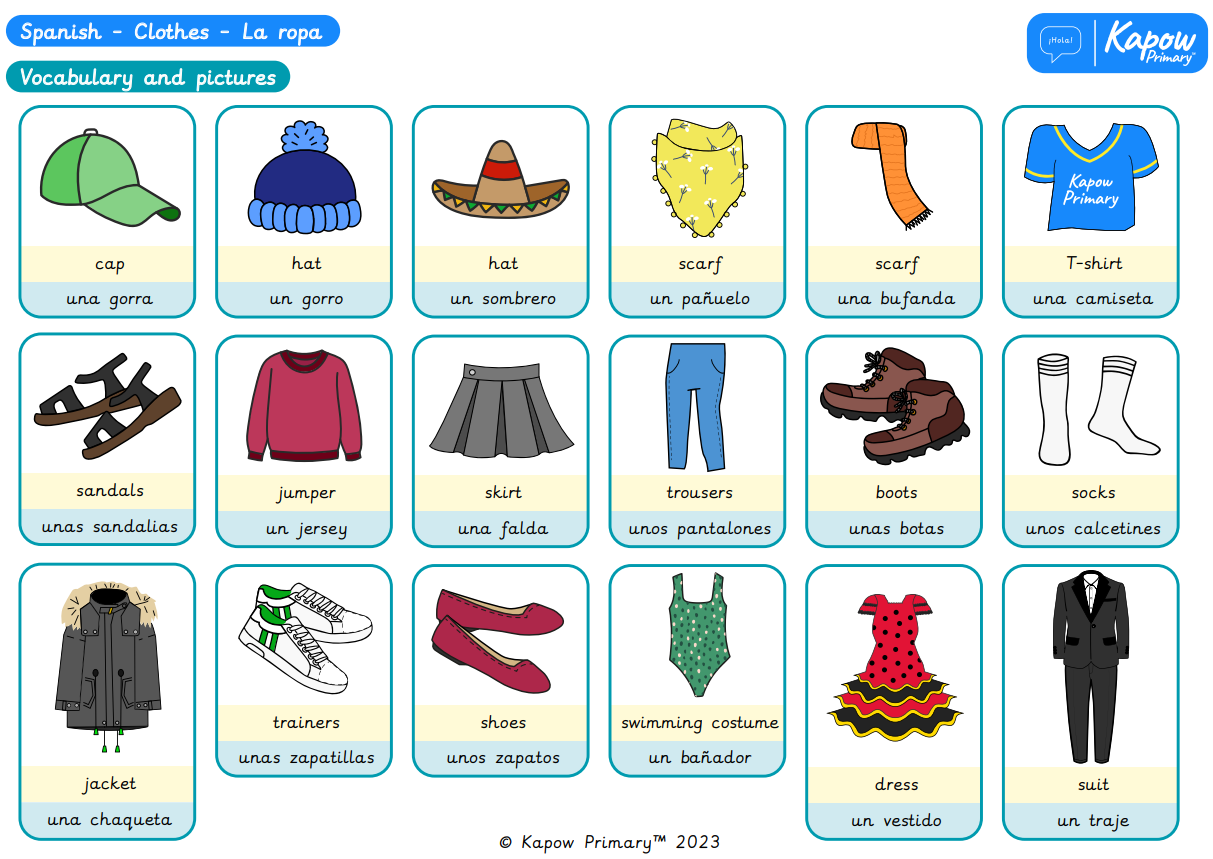 Spanish - Clothes - La ropa
¡Hola!
Kapow
Primary™
Vocabulary and pictures
cap
una gorra
hat
un gorro
hat
un sombrero
scarf
un pañuelo
scarf
una bufanda
Kapow
Primary
T-shirt
una camiseta
sandals
unas sandalias
jumper
un jersey
skirt
una falda
trousers
unos pantalones
boots
unas botas
socks
unos calcetines
jacket
una chaqueta
trainers
unas zapatillas
shoes
unos zapatos
swimming costume
un bañador
dress
un vestido
suit
un traje
© Kapow Primary™ 2023